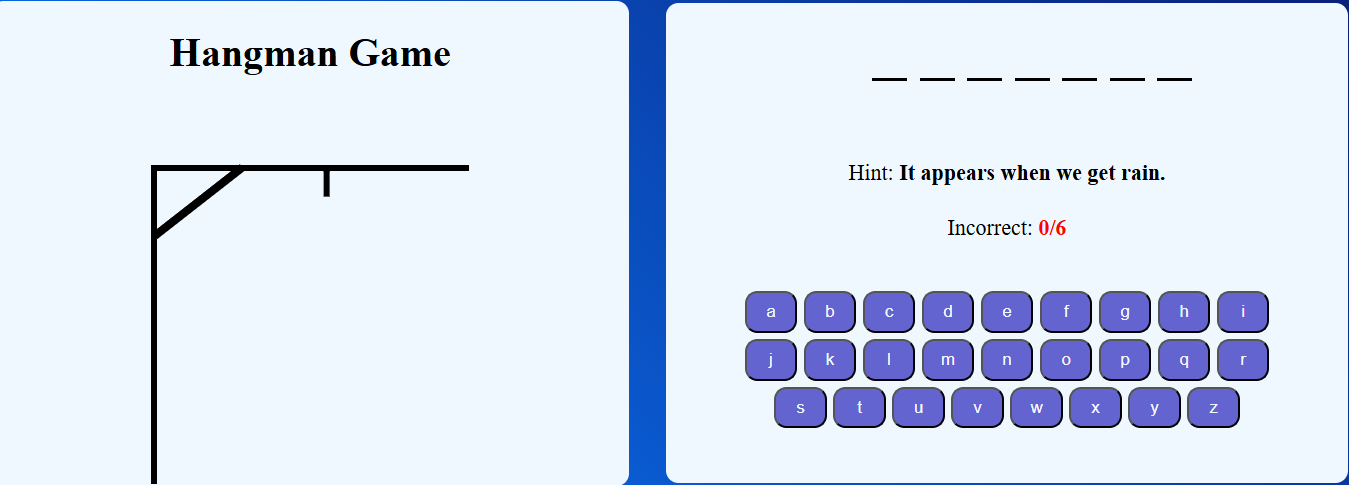 Hangman Game
Hint: It appears when we get rain.
Incorrect: 0/6
a b c d e f g h i
j k l m n o p q r
s t u v w x y z